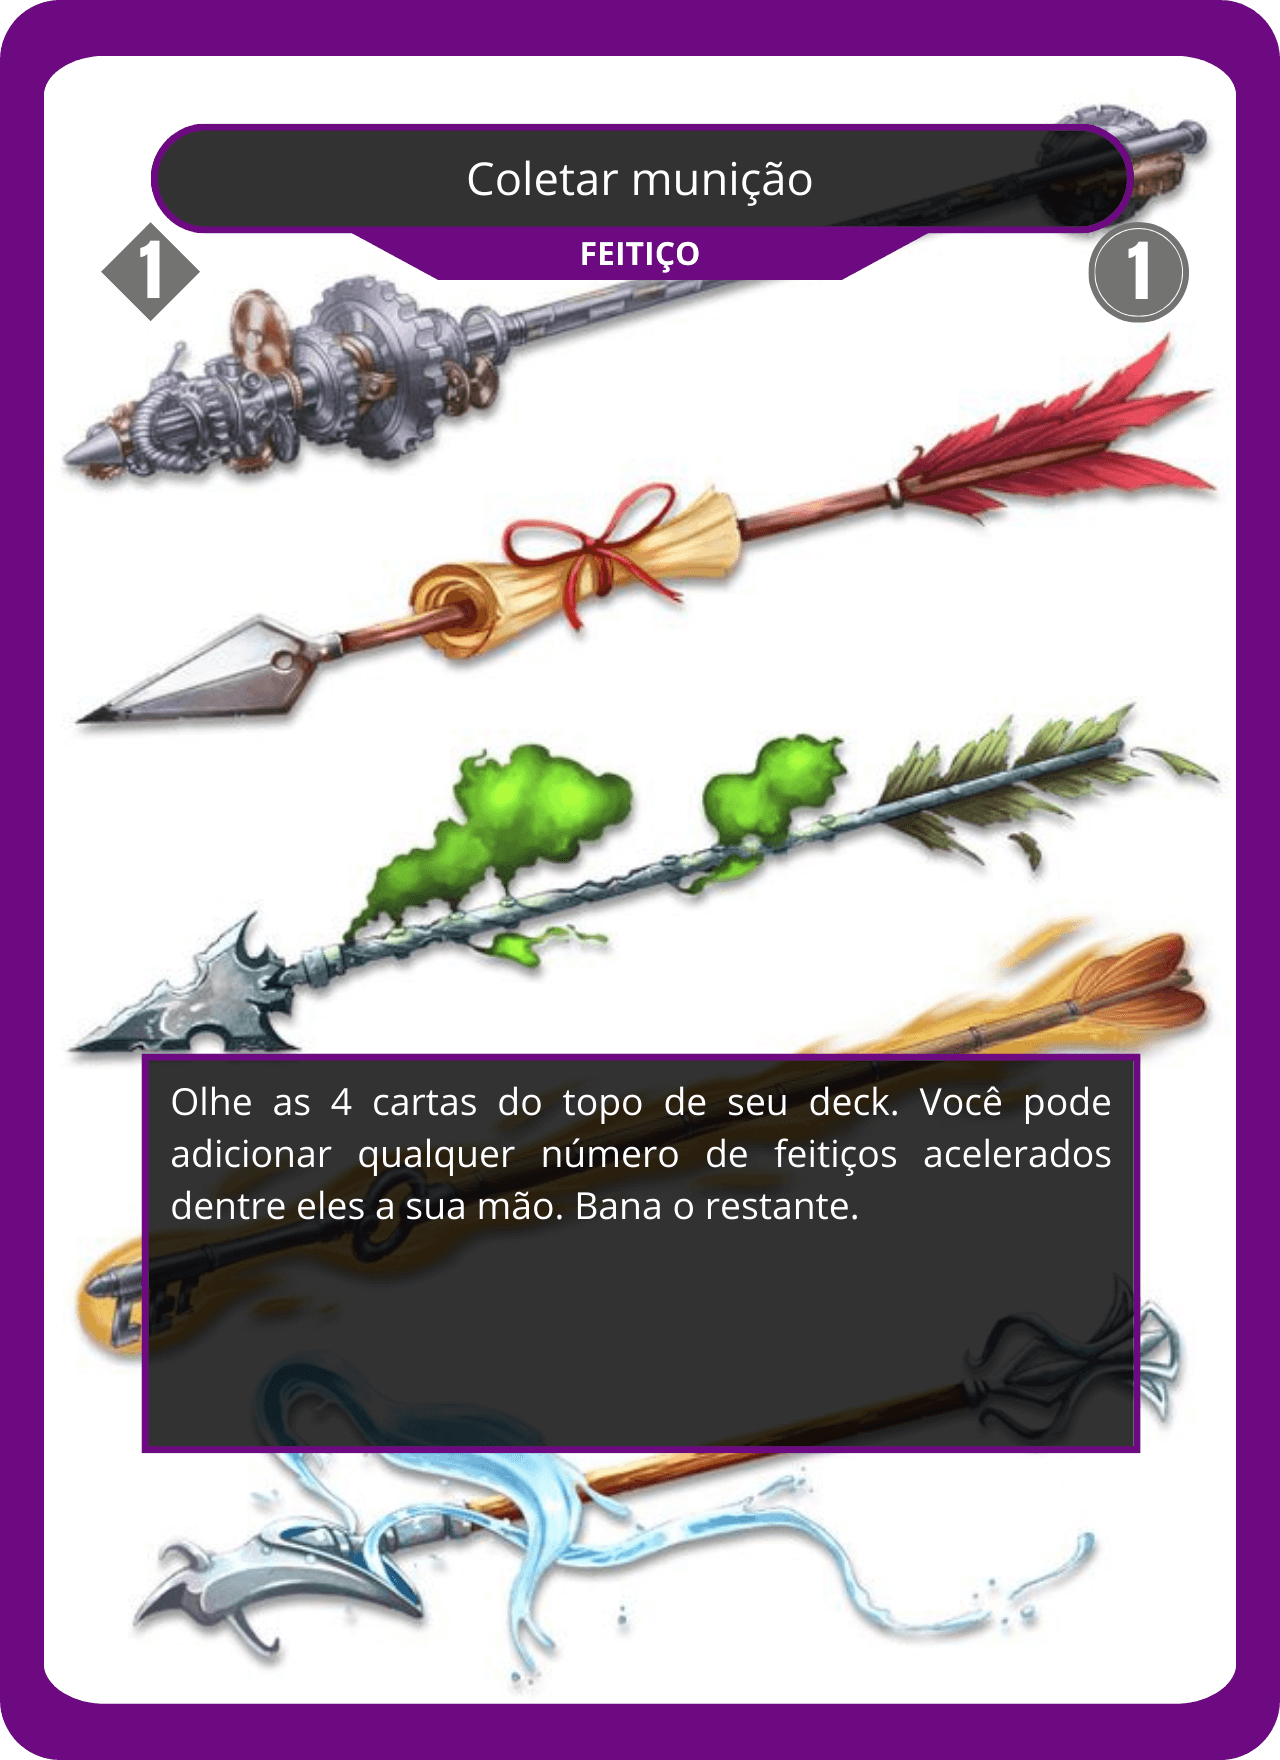 Coletar munição
FEITIÇO
1
1
Olhe as 4 cartas do topo de seu deck. Você pode
adicionar qualquer número de feitiços acelerados
dentre eles a sua mão. Bana o restante.